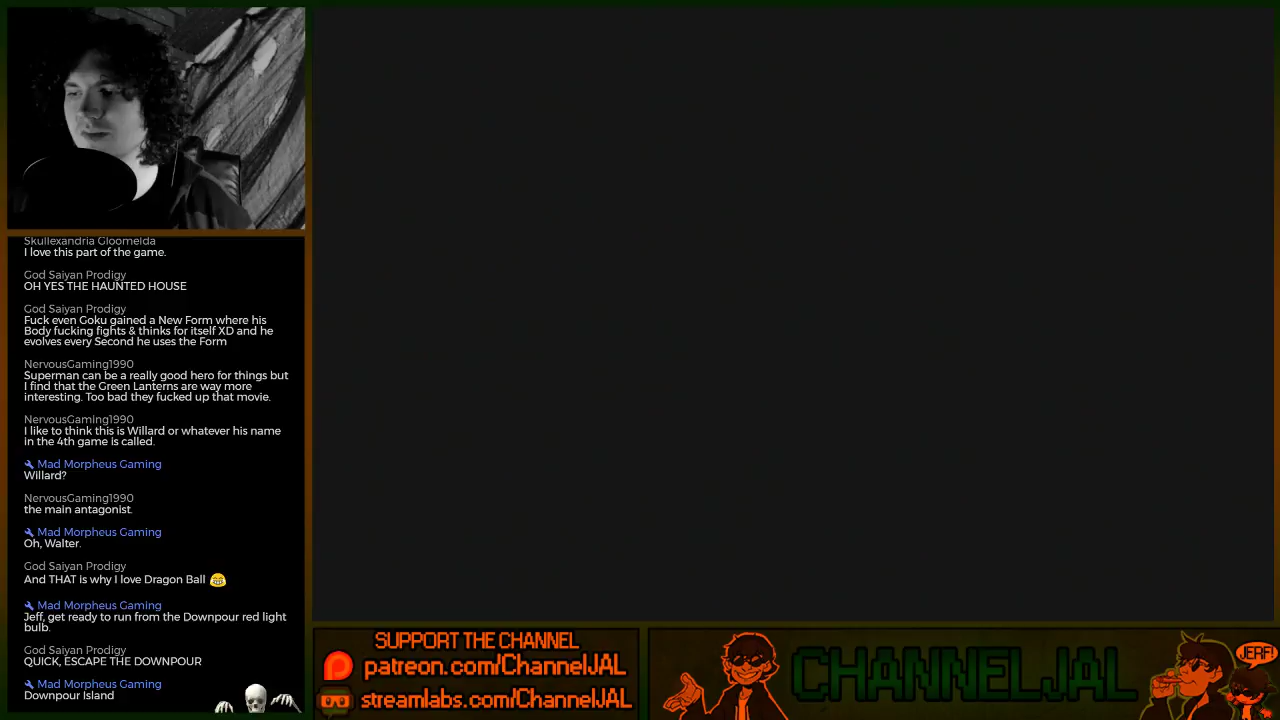 Skullexandria Gloomelda
I love this part of the game.
God Saiyan Prodigy
OH YES THE HAUNTED HOUSE
God Saiyan Prodigy
Fuck even Goku gained a New Form where his
Body fucking fights & thinks for itself XD and he
evolves every Second he uses the Form
NervousGaming1990
Superman can be a really good hero for things but
I find that the Green Lanterns are way more
interesting. Too bad they fucked up that movie.
NervousGaming1990
I like to think this is Willard or whatever his name
in the 4th game is called.
Mad Morpheus Gaming
Willard?
NervousGaming1990
the main antagonist.
Mad Morpheus Gaming
Oh, Walter.
God Saiyan Prodigy
And THAT is why I love Dragon Ball 😁
Mad Morpheus Gaming
Jeff, get ready to run from the Downpour red light
bulb.
God Saiyan Prodigy
QUICK, ESCAPE THE DOWNPOUR
Mad Morpheus Gaming
Downpour Island
SUPPORT THE CHANNEL
patreon.com/ChannelJAL
streamlabs.com/ChannelJAL
CHANNELJAL
JERF!